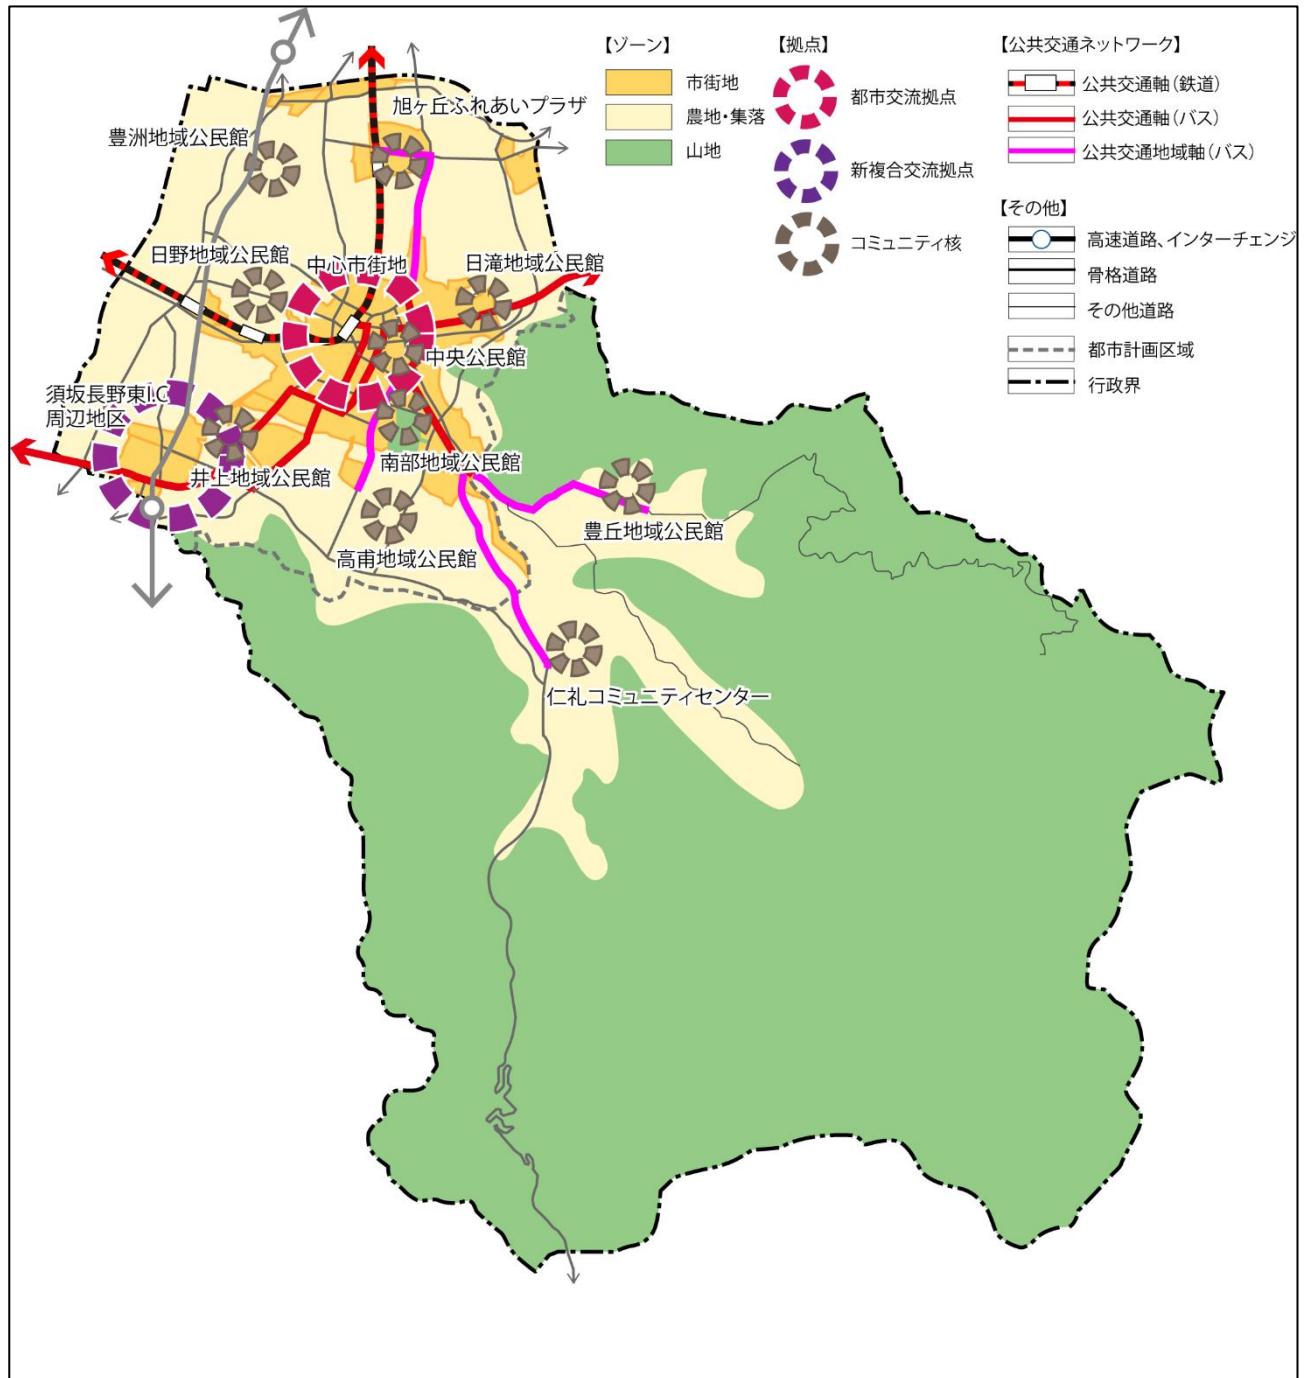 【ゾーン】
市街地
農地・集落
山地
【拠点】
都市交流拠点
新複合交流拠点
コミュニティ核
【公共交通ネットワーク】
公共交通軸(鉄道)
公共交通軸(バス)
公共交通地域軸(バス)
【その他】
高速道路、インターチェンジ
骨格道路
その他道路
都市計画区域
行政界
旭ヶ丘ふれあいプラザ
豊洲地域公民館
日野地域公民館
中心市街地
日滝地域公民館
中央公民館
須坂長野東I.C
周辺地区
井上地域公民館
南部地域公民館
豊丘地域公民館
高甫地域公民館
仁礼コミュニティセンター